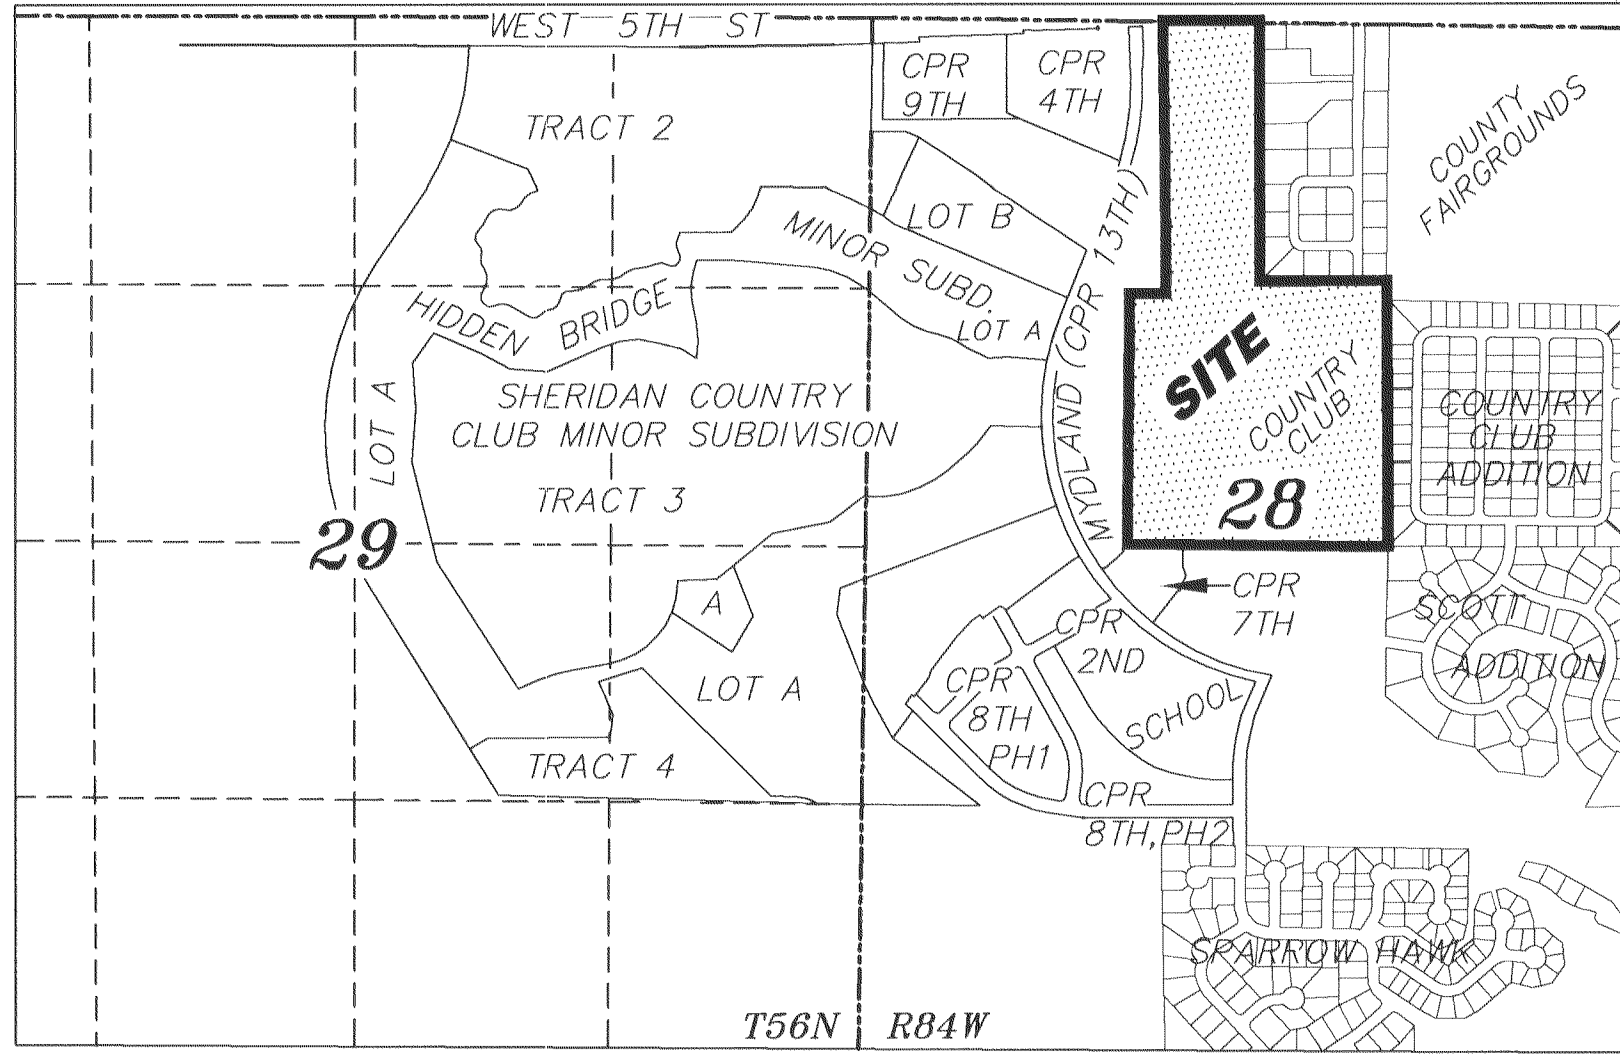 WEST 5TH ST
CPR
9TH
CPR
4TH
TRACT 2
COUNTY
FAIRGROUNDS
LOT B
MINOR SUBD.
LOT A
HIDDEN BRIDGE
MYDLAND (CPR 13TH)
SITE
COUNTRY
CLUB
28
COUNTRY
CLUB
ADDITION
LOT A
SHERIDAN COUNTRY
CLUB MINOR SUBDIVISION
TRACT 3
29
A
LOT A
TRACT 4
CPR
7TH
CPR
2ND
CPR
8TH
PH1
SCHOOL
CPR
8TH, PH2
SCOTT
ADDITION
SPARROW HAWK
T56N R84W